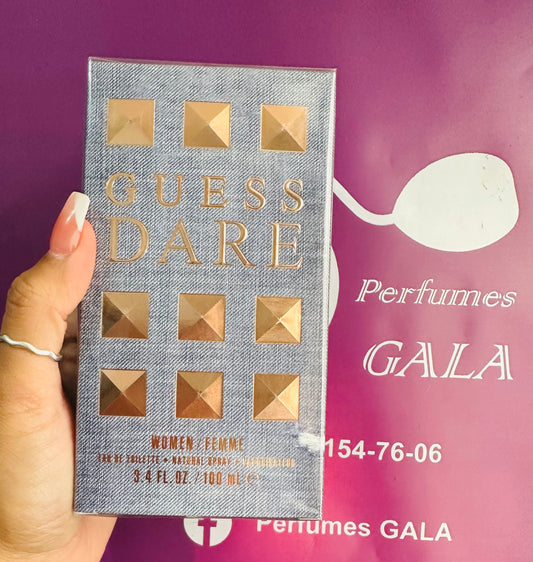 GUESS
DARE
WOMEN / FEMME
EAU DE TOILETTE • NATURAL SPRAY • VAPORISATEUR
3.4 FL. OZ. / 100 mL ℮
Perfumes
GALA
154-76-06
Perfumes GALA